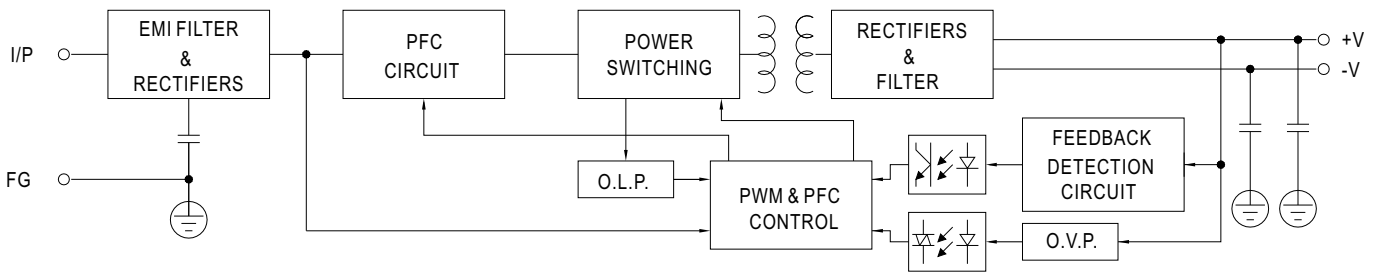 I/P
EMI FILTER
&
RECTIFIERS
PFC
CIRCUIT
POWER
SWITCHING
RECTIFIERS
&
FILTER
+V
-V
FG
O.L.P.
PWM & PFC
CONTROL
FEEDBACK
DETECTION
CIRCUIT
O.V.P.